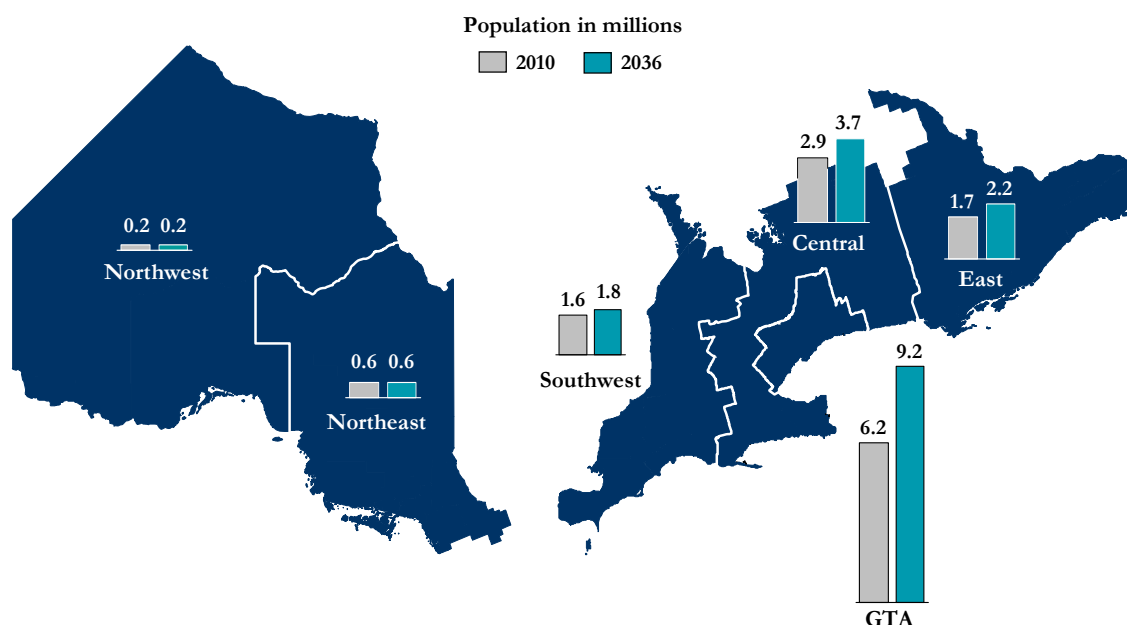 Population in millions
2010 2036
0.2 0.2
Northwest
0.6 0.6
Northeast
1.6 1.8
Southwest
2.9 3.7
Central
1.7 2.2
East
6.2 9.2
GTA